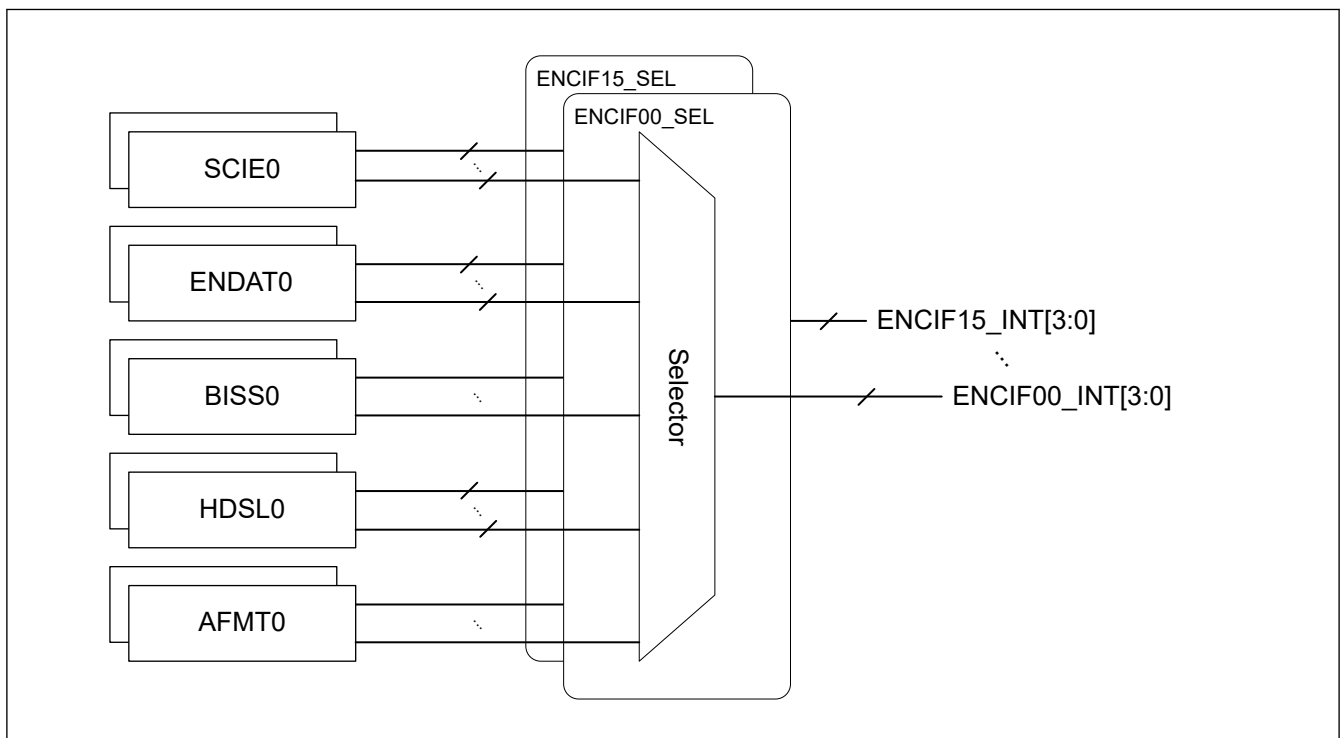 ENCIF15_SEL
ENCIF00_SEL
SCIE0
ENDAT0
BISS0
HDSL0
AFMT0
Selector
ENCIF15_INT[3:0]
ENCIF00_INT[3:0]